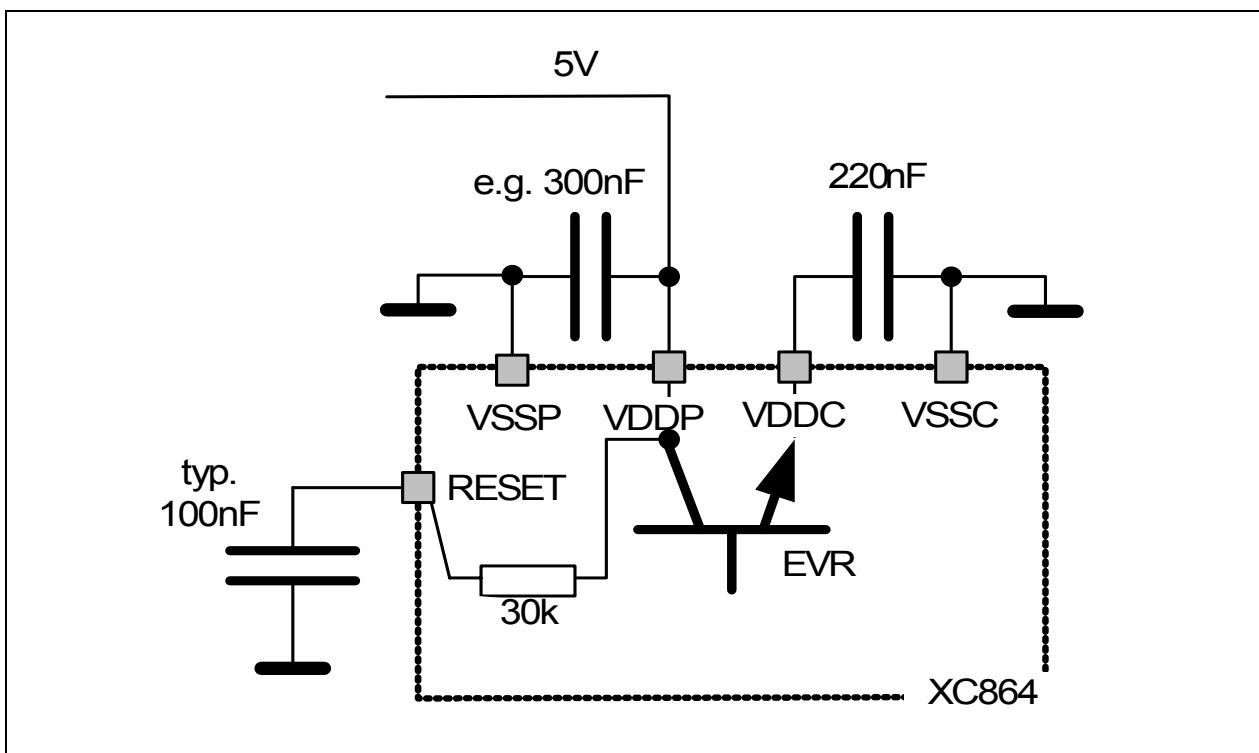 5V
e.g. 300nF
220nF
VSSP
VDDP
VDDC
VSSC
typ.
100nF
RESET
EVR
30k
XC864